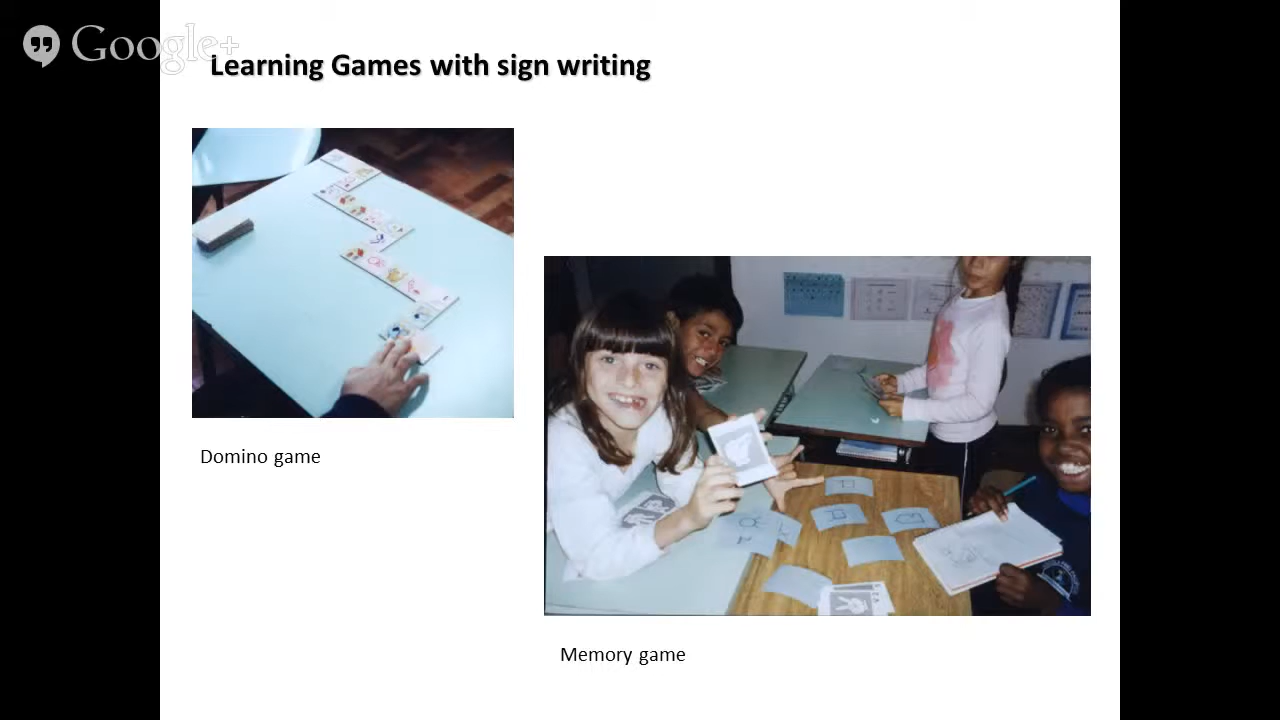 Google+
Learning Games with sign writing
Domino game
Memory game